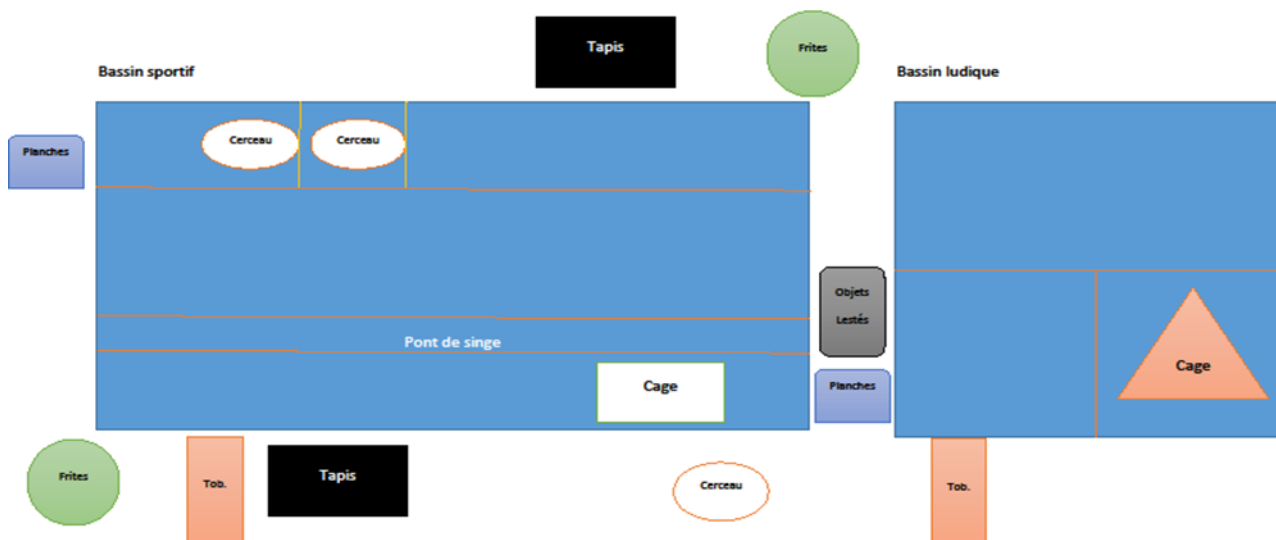 Tapis
Frites
Bassin sportif
Bassin ludique
Cerceau
Cerceau
Planches
Objets
Lestés
Pont de singe
Cage
Planches
Cage
Frites
Tob.
Tapis
Cerceau
Tob.